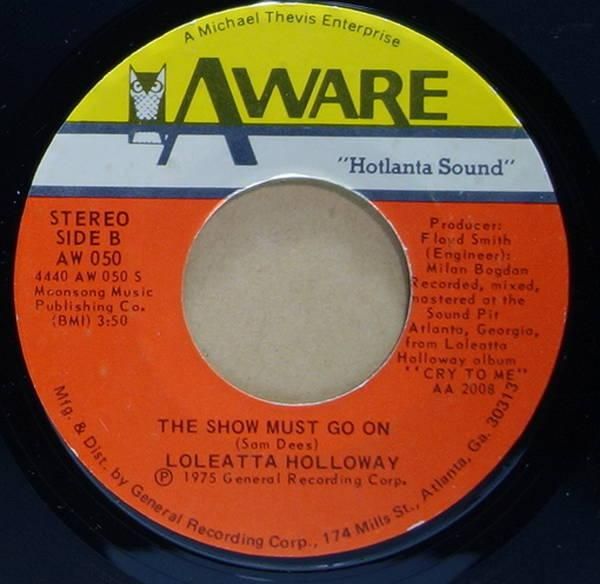 A Michael Thevis Enterprise
AWARE
"Hotlanta Sound"
STEREO
SIDE B
AW 050
4440 AW 050 S
Moonsong Music
Publishing Co.
(BMI) 3:50
Producer:
Floyd Smith
(Engineer):
Milan Bogdan
Recorded, mixed,
mastered at the
Sound Pit
Atlanta, Georgia,
from Loleatta
Holloway album
"CRY TO ME"
AA 2008
THE SHOW MUST GO ON
(Sam Dees)
LOLEATTA HOLLOWAY
Ⓟ 1975 General Recording Corp.
Mfg. & Dist. by General Recording Corp., 174 Mills St., Atlanta, Ga. 30313